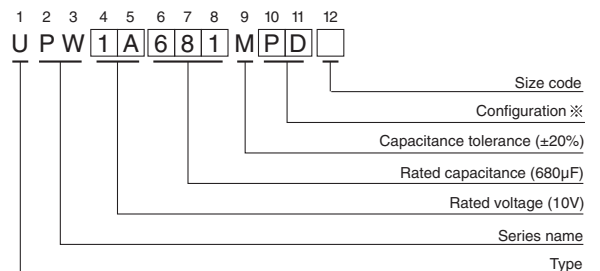 1 2 3 4 5 6 7 8 9 10 11 12
U P W 1 A 6 8 1 M P D
Size code
Configuration ※
Capacitance tolerance (±20%)
Rated capacitance (680µF)
Rated voltage (10V)
Series name
Type